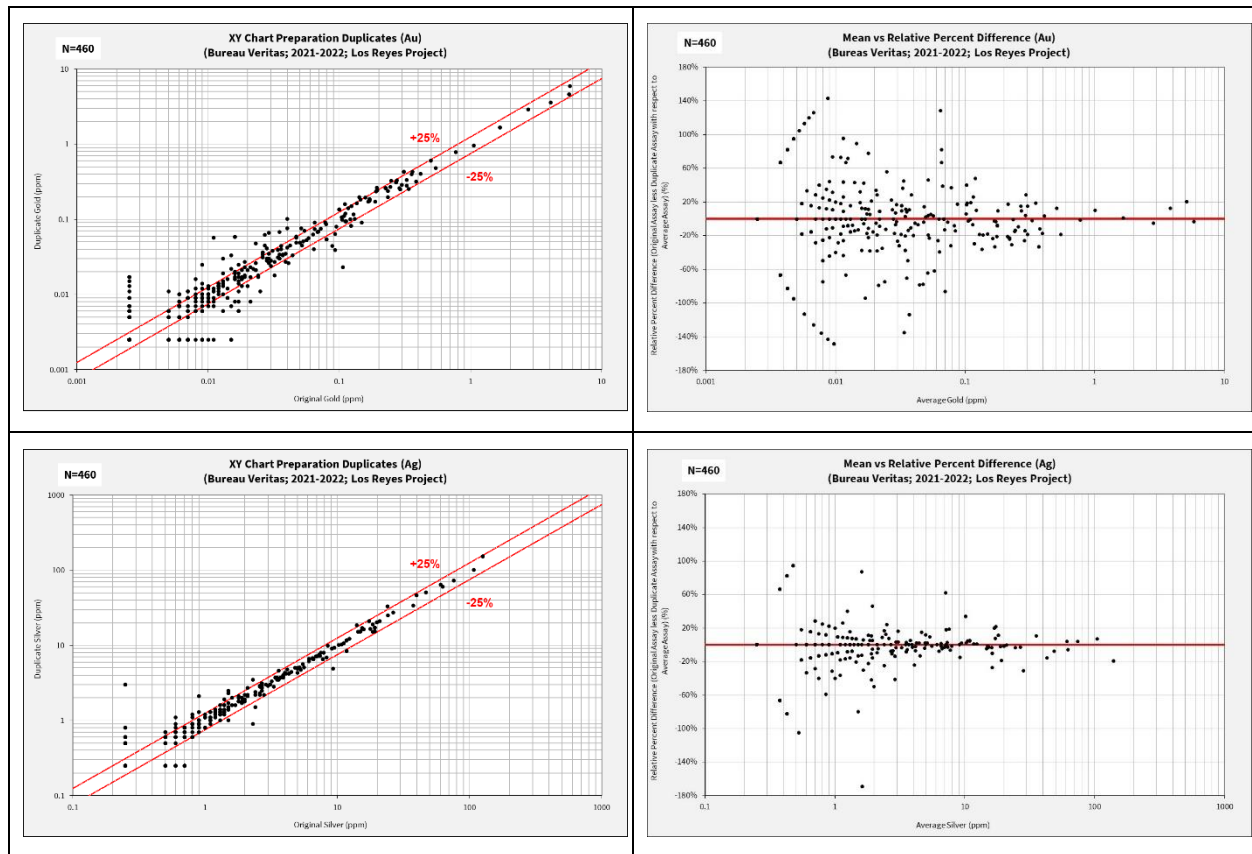 XY Chart Preparation Duplicates (Au)
(Bureau Veritas; 2021-2022; Los Reyes Project)
N=460
10
1
0.1
0.01
0.001
0.001
0.01
0.1
1
10
+25%
-25%
Duplicate Gold (ppm)
Original Gold (ppm)
Mean vs Relative Percent Difference (Au)
(Bureas Veritas; 2021-2022; Los Reyes Project)
N=460
180%
140%
100%
60%
20%
-20%
-60%
-100%
-140%
-180%
0.001
0.01
0.1
1
10
Relative Percent Difference (Original Assay less Duplicate Assay with respect to
Average Assay) (%)
Average Gold (ppm)
XY Chart Preparation Duplicates (Ag)
(Bureau Veritas; 2021-2022; Los Reyes Project)
N=460
1000
100
10
1
0.1
0.1
1
10
100
1000
+25%
-25%
Duplicate Silver (ppm)
Original Silver (ppm)
Mean vs Relative Percent Difference (Ag)
(Bureau Veritas; 2021-2022; Los Reyes Project)
N=460
180%
140%
100%
60%
20%
-20%
-60%
-100%
-140%
-180%
0.1
1
10
100
1000
Relative Percent Difference (Original Assay less Duplicate Assay with respect to
Average Assay) (%)
Average Silver (ppm)